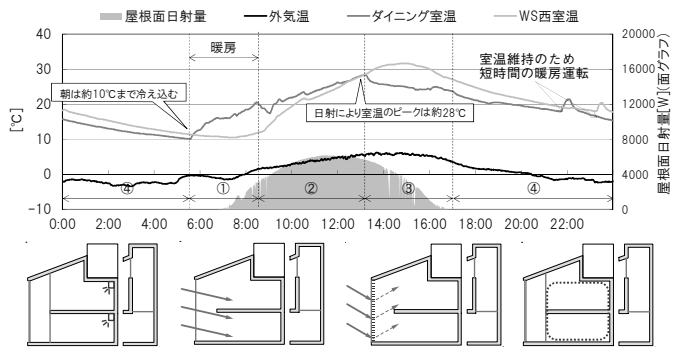 屋根面日射量 外気温 ダイニング室温 WS西室温
40
30
20
10
0
-10
[℃]
20000
16000
12000
8000
4000
0
屋根面日射量[W](面グラフ)
暖房
室温維持のため
短時間の暖房運転
朝は約10℃まで冷え込む
日射により室温のピークは約28℃
④ ① ② ③ ④
0:00 2:00 4:00 6:00 8:00 10:00 12:00 14:00 16:00 18:00 20:00 22:00